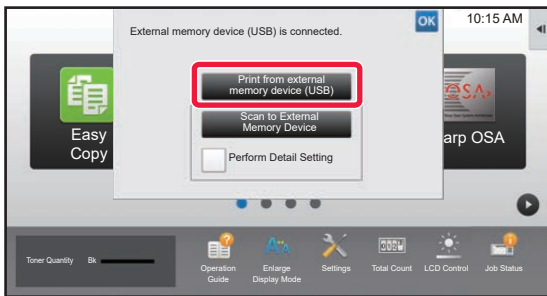 External memory device (USB) is connected.
OK
10:15 AM
Print from external
memory device (USB)
Scan to External
Memory Device
Perform Detail Setting
Easy
Copy
OSA
arp OSA
Toner Quantity Bk
Operation
Guide
Enlarge
Display Mode
Settings
Total Count
LCD Control
Job Status